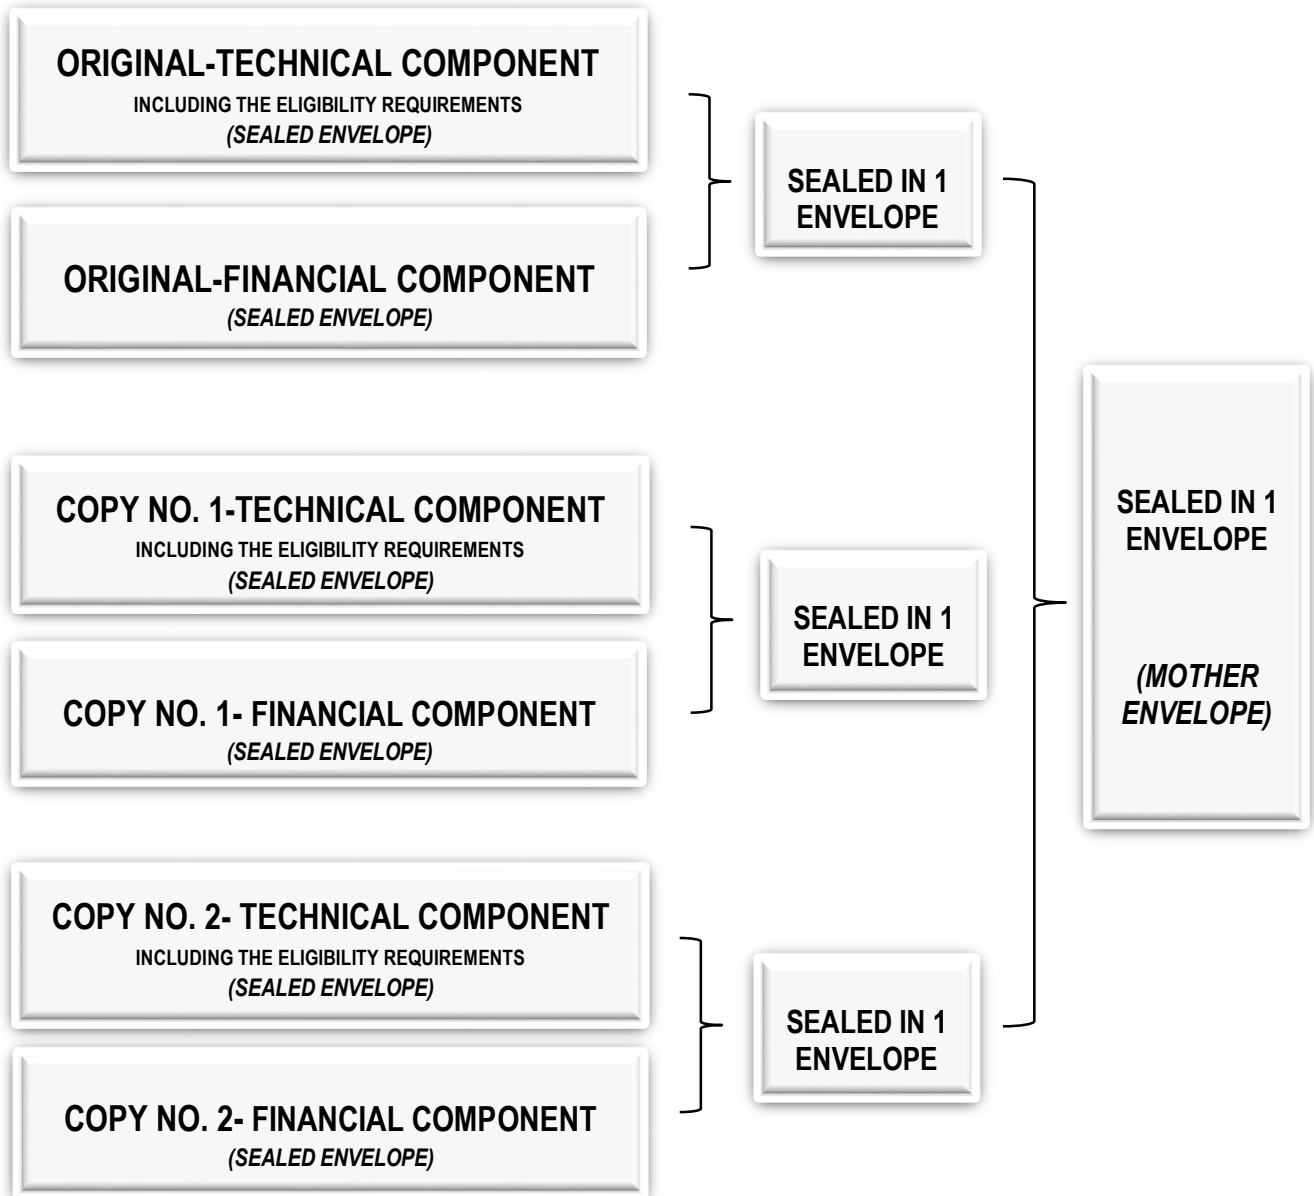 ORIGINAL-TECHNICAL COMPONENT
INCLUDING THE ELIGIBILITY REQUIREMENTS
(SEALED ENVELOPE)
ORIGINAL-FINANCIAL COMPONENT
(SEALED ENVELOPE)
SEALED IN 1
ENVELOPE
COPY NO. 1-TECHNICAL COMPONENT
INCLUDING THE ELIGIBILITY REQUIREMENTS
(SEALED ENVELOPE)
COPY NO. 1- FINANCIAL COMPONENT
(SEALED ENVELOPE)
SEALED IN 1
ENVELOPE
COPY NO. 2- TECHNICAL COMPONENT
INCLUDING THE ELIGIBILITY REQUIREMENTS
(SEALED ENVELOPE)
COPY NO. 2- FINANCIAL COMPONENT
(SEALED ENVELOPE)
SEALED IN 1
ENVELOPE
SEALED IN 1
ENVELOPE
(MOTHER
ENVELOPE)